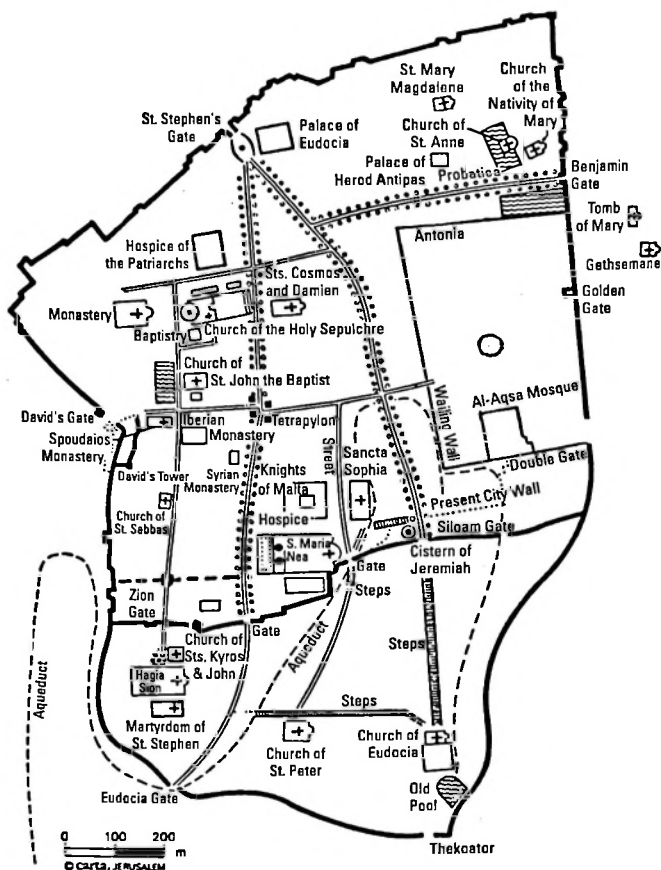 St. Mary
Magdalene
Church
of the
Nativity of
Mary
St. Stephen's
Gate
Palace of
Eudocia
Church of
St. Anne
Palace of
Herod Antipas
Probatica
Benjamin
Gate
Antonia
Tomb
of Mary
Gethsemane
Golden
Gate
Hospice of
the Patriarchs
Sts. Cosmos
and Damien
Monastery
Church of the Holy Sepulchre
Baptistry
Church of
St. John the Baptist
Al-Aqsa Mosque
Wailing Wall
David's Gate
Iberian
Monastery
Tetrapylon
Spoudaios
Monastery
David's Tower
Syrian
Monastery
Knights
of Malta
Hospice
Street
Sancta
Sophia
Double Gate
Present City Wall
Church of
St. Sabbas
Siloam Gate
S. Maria
Nea
Cistern of
Jeremiah
Gate
Steps
Zion
Gate
Gate
Aqueduct
Steps
Church of
Sts. Kyros
& John
Hagia
Sion
Aqueduct
Martyrdom of
St. Stephen
Steps
Church of
St. Peter
Church of
Eudocia
Eudocia Gate
Old
Pool
Thekoator
0 100 200
m
© Carta, JERUSALEM